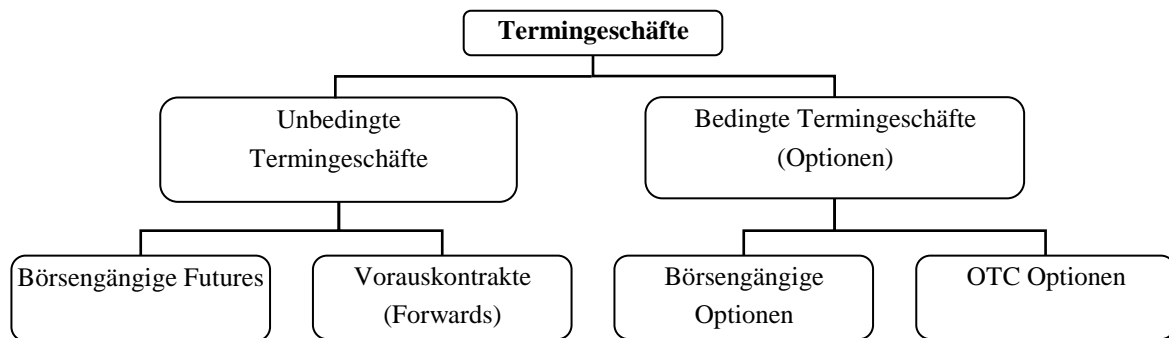 Termingeschäfte
Unbedingte
Termingeschäfte
Bedingte Termingeschäfte
(Optionen)
Börsengängige Futures
Vorauskontrakte
(Forwards)
Börsengängige
Optionen
OTC Optionen